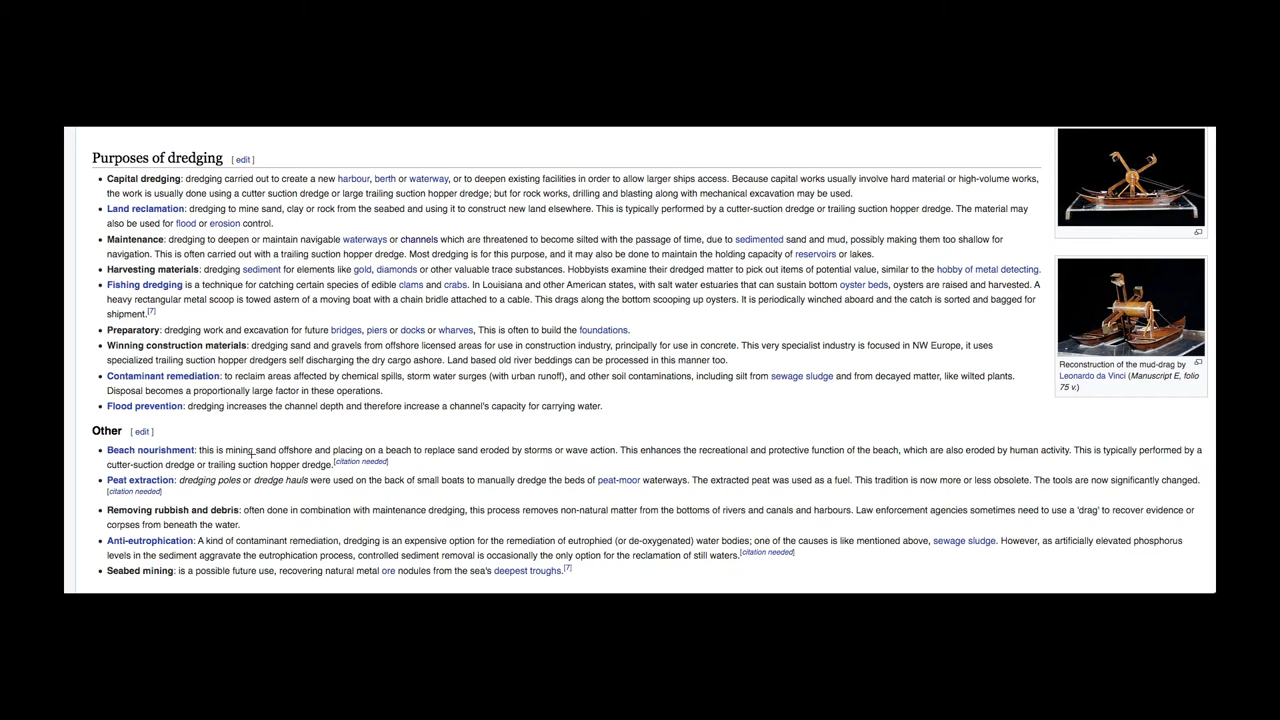 Purposes of dredging [ edit ]
• Capital dredging: dredging carried out to create a new harbour, berth or waterway, or to deepen existing facilities in order to allow larger ships access. Because capital works usually involve hard material or high-volume works,
the work is usually done using a cutter suction dredge or large trailing suction hopper dredge; but for rock works, drilling and blasting along with mechanical excavation may be used.
• Land reclamation: dredging to mine sand, clay or rock from the seabed and using it to construct new land elsewhere. This is typically performed by a cutter-suction dredge or trailing suction hopper dredge. The material may
also be used for flood or erosion control.
• Maintenance: dredging to deepen or maintain navigable waterways or channels which are threatened to become silted with the passage of time, due to sedimented sand and mud, possibly making them too shallow for
navigation. This is often carried out with a trailing suction hopper dredge. Most dredging is for this purpose, and it may also be done to maintain the holding capacity of reservoirs or lakes.
• Harvesting materials: dredging sediment for elements like gold, diamonds or other valuable trace substances. Hobbyists examine their dredged matter to pick out items of potential value, similar to the hobby of metal detecting.
• Fishing dredging is a technique for catching certain species of edible clams and crabs. In Louisiana and other American states, with salt water estuaries that can sustain bottom oyster beds, oysters are raised and harvested. A
heavy rectangular metal scoop is towed astern of a moving boat with a chain bridle attached to a cable. This drags along the bottom scooping up oysters. It is periodically winched aboard and the catch is sorted and bagged for
shipment.[7]
• Preparatory: dredging work and excavation for future bridges, piers or docks or wharves, This is often to build the foundations.
• Winning construction materials: dredging sand and gravels from offshore licensed areas for use in construction industry, principally for use in concrete. This very specialist industry is focused in NW Europe, it uses
specialized trailing suction hopper dredgers self discharging the dry cargo ashore. Land based old river beddings can be processed in this manner too.
• Contaminant remediation: to reclaim areas affected by chemical spills, storm water surges (with urban runoff), and other soil contaminations, including silt from sewage sludge and from decayed matter, like wilted plants.
Disposal becomes a proportionally large factor in these operations.
• Flood prevention: dredging increases the channel depth and therefore increase a channel's capacity for carrying water.
Reconstruction of the mud-drag by
Leonardo da Vinci (Manuscript E, folio
75 v.)
Other [ edit ]
• Beach nourishment: this is mining sand offshore and placing on a beach to replace sand eroded by storms or wave action. This enhances the recreational and protective function of the beach, which are also eroded by human activity. This is typically performed by a
cutter-suction dredge or trailing suction hopper dredge.[citation needed]
• Peat extraction: dredging poles or dredge hauls were used on the back of small boats to manually dredge the beds of peat-moor waterways. The extracted peat was used as a fuel. This tradition is now more or less obsolete. The tools are now significantly changed.
[citation needed]
• Removing rubbish and debris: often done in combination with maintenance dredging, this process removes non-natural matter from the bottoms of rivers and canals and harbours. Law enforcement agencies sometimes need to use a 'drag' to recover evidence or
corpses from beneath the water.
• Anti-eutrophication: A kind of contaminant remediation, dredging is an expensive option for the remediation of eutrophied (or de-oxygenated) water bodies; one of the causes is like mentioned above, sewage sludge. However, as artificially elevated phosphorus
levels in the sediment aggravate the eutrophication process, controlled sediment removal is occasionally the only option for the reclamation of still waters.[citation needed]
• Seabed mining: is a possible future use, recovering natural metal ore nodules from the sea's deepest troughs.[7]